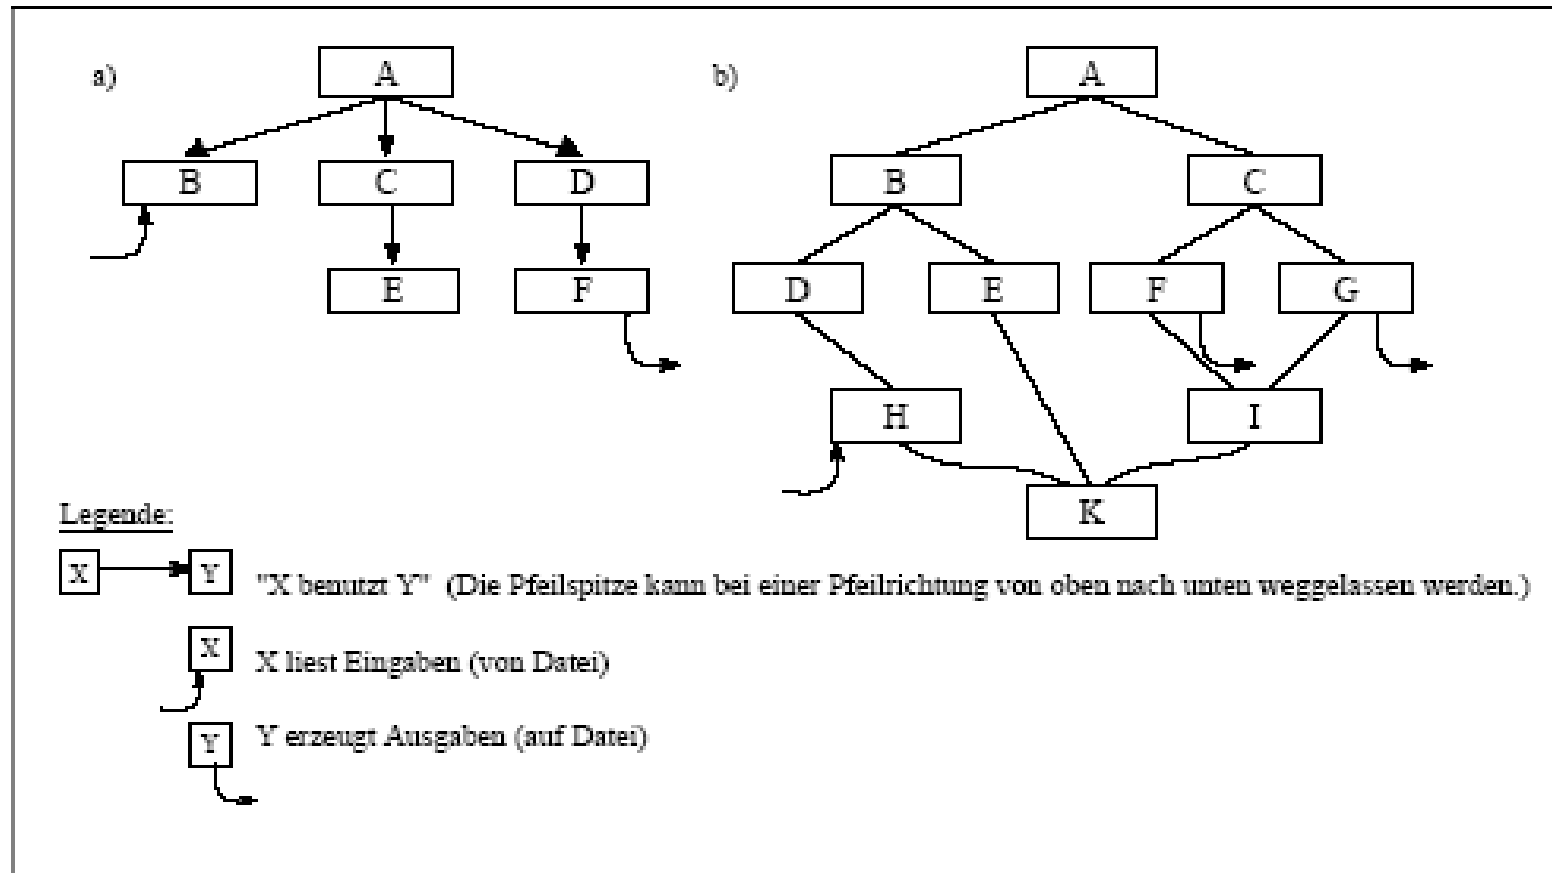 a)
A
B
C
D
E
F
b)
A
B
C
D
E
F
G
H
I
K
Legende:
X
Y
"X benutzt Y" (Die Pfeilspitze kann bei einer Pfeilrichtung von oben nach unten weggelassen werden.)
X
X liest Eingaben (von Datei)
Y
Y erzeugt Ausgaben (auf Datei)